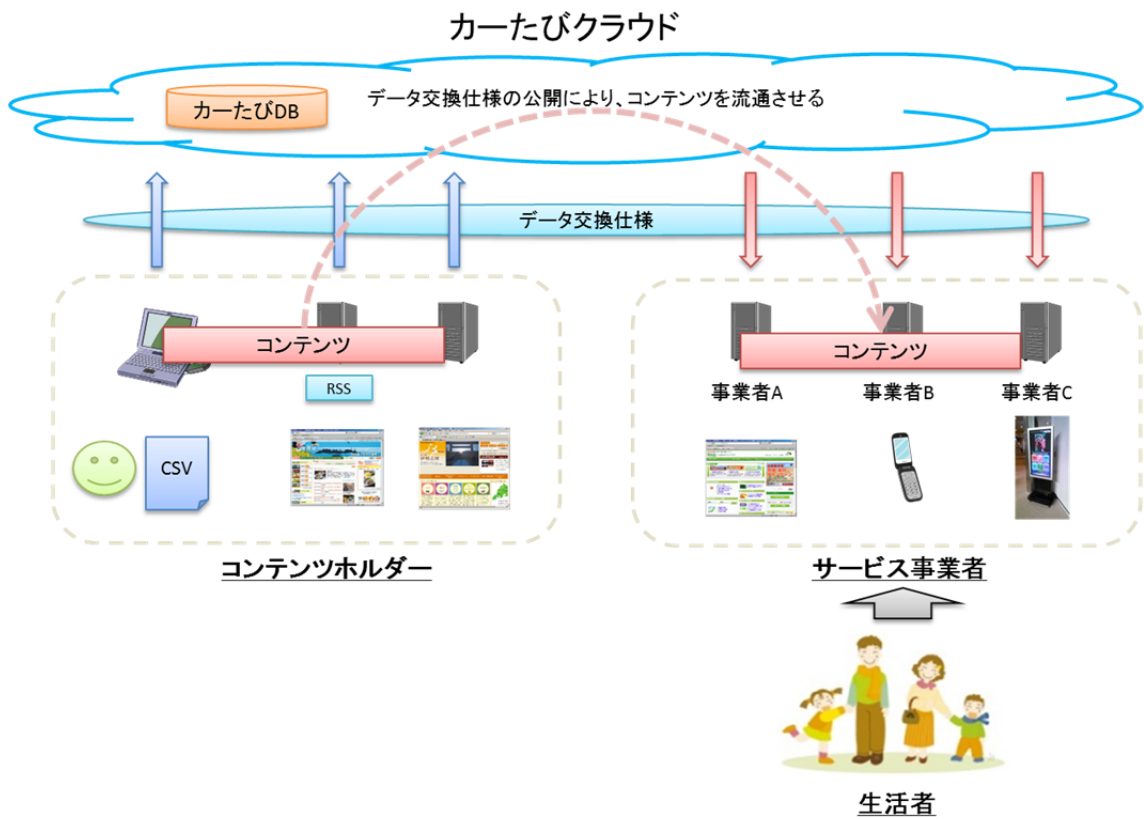 カーたびクラウド
カーたびDB
データ交換仕様の公開により、コンテンツを流通させる
データ交換仕様
コンテンツ
RSS
CSV
コンテンツホルダー
コンテンツ
事業者A
事業者B
事業者C
サービス事業者
生活者